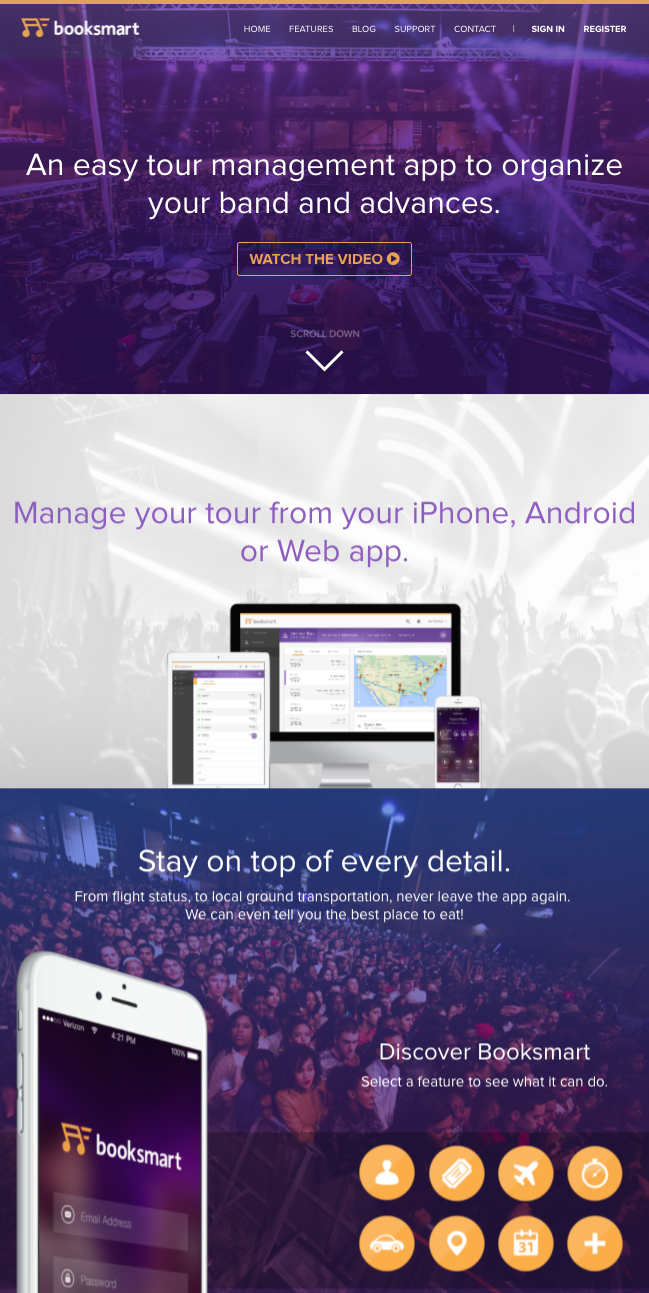 booksmart
HOME FEATURES BLOG SUPPORT CONTACT | SIGN IN REGISTER
An easy tour management app to organize
your band and advances.
WATCH THE VIDEO
SCROLL DOWN
Manage your tour from your iPhone, Android
or Web app.
booksmart
Stay on top of every detail.
From flight status, to local ground transportation, never leave the app again.
We can even tell you the best place to eat!
Verizon 4:21 PM 100%
booksmart
Email Address
Password
Discover Booksmart
Select a feature to see what it can do.
31